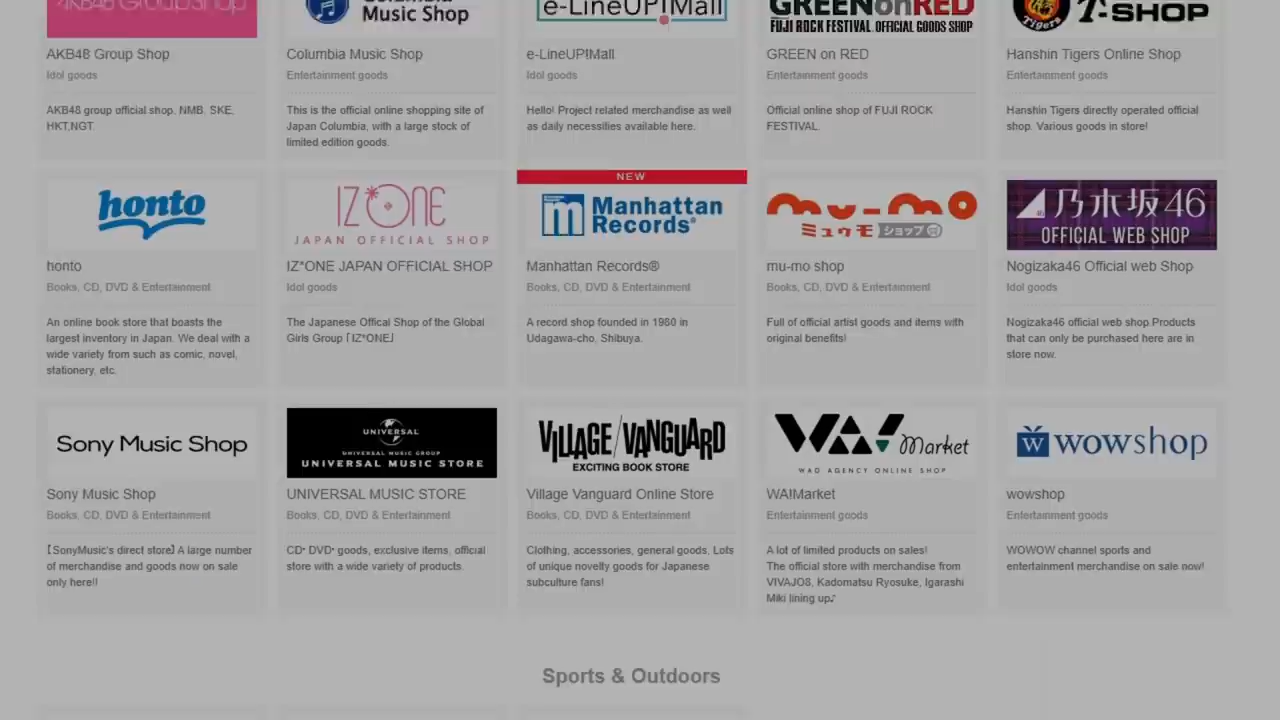 AKB48 Group Shop
Columbia
Music Shop
e-LineUP!Mall
GREEN on RED
FUJI ROCK FESTIVAL OFFICIAL GOODS SHOP
Tigers
T-SHOP
AKB48 Group Shop
Columbia Music Shop
e-LineUP!Mall
GREEN on RED
Hanshin Tigers Online Shop
Idol goods
Entertainment goods
Idol goods
Entertainment goods
Entertainment goods
AKB48 group official shop. NMB, SKE,
HKT,NGT.
This is the official online shopping site of
Japan Columbia, with a large stock of
limited edition goods.
Hello! Project related merchandise as well
as daily necessities available here.
Official online shop of FUJI ROCK
FESTIVAL.
Hanshin Tigers directly operated official
shop. Various goods in store!
NEW
honto
IZ*ONE
JAPAN OFFICIAL SHOP
Manhattan
Records®
mu-mo
ミュウモ ショップ
乃木坂46
OFFICIAL WEB SHOP
honto
IZ*ONE JAPAN OFFICIAL SHOP
Manhattan Records®
mu-mo shop
Nogizaka46 Official web Shop
Books, CD, DVD & Entertainment
Idol goods
Books, CD, DVD & Entertainment
Books, CD, DVD & Entertainment
Idol goods
An online book store that boasts the
largest inventory in Japan. We deal with a
wide variety from such as comic, novel,
stationery, etc.
The Japanese Offical Shop of the Global
Girls Group「IZ*ONE」
A record shop founded in 1980 in
Udagawa-cho, Shibuya.
Full of official artist goods and items with
original benefits!
Nogizaka46 official web shop.Products
that can only be purchased here are in
store now.
Sony Music Shop
UNIVERSAL
UNIVERSAL MUSIC GROUP
UNIVERSAL MUSIC STORE
VILLAGE/VANGUARD
EXCITING BOOK STORE
WA! Market
WAO AGENCY ONLINE SHOP
W wowshop
Sony Music Shop
UNIVERSAL MUSIC STORE
Village Vanguard Online Store
WA!Market
wowshop
Books, CD, DVD & Entertainment
Books, CD, DVD & Entertainment
Books, CD, DVD & Entertainment
Entertainment goods
Entertainment goods
【SonyMusic's direct store】A large number
of merchandise and goods now on sale
only here!!
CD・DVD・goods, exclusive items, official
store with a wide variety of products.
Clothing, accessories, general goods. Lots
of unique novelty goods for Japanese
subculture fans!
A lot of limited products on sales!
The official store with merchandise from
VIVAJOS, Kadomatsu Ryosuke, Igarashi
Miki lining up♪
WOWOW channel sports and
entertainment merchandise on sale now!
Sports & Outdoors